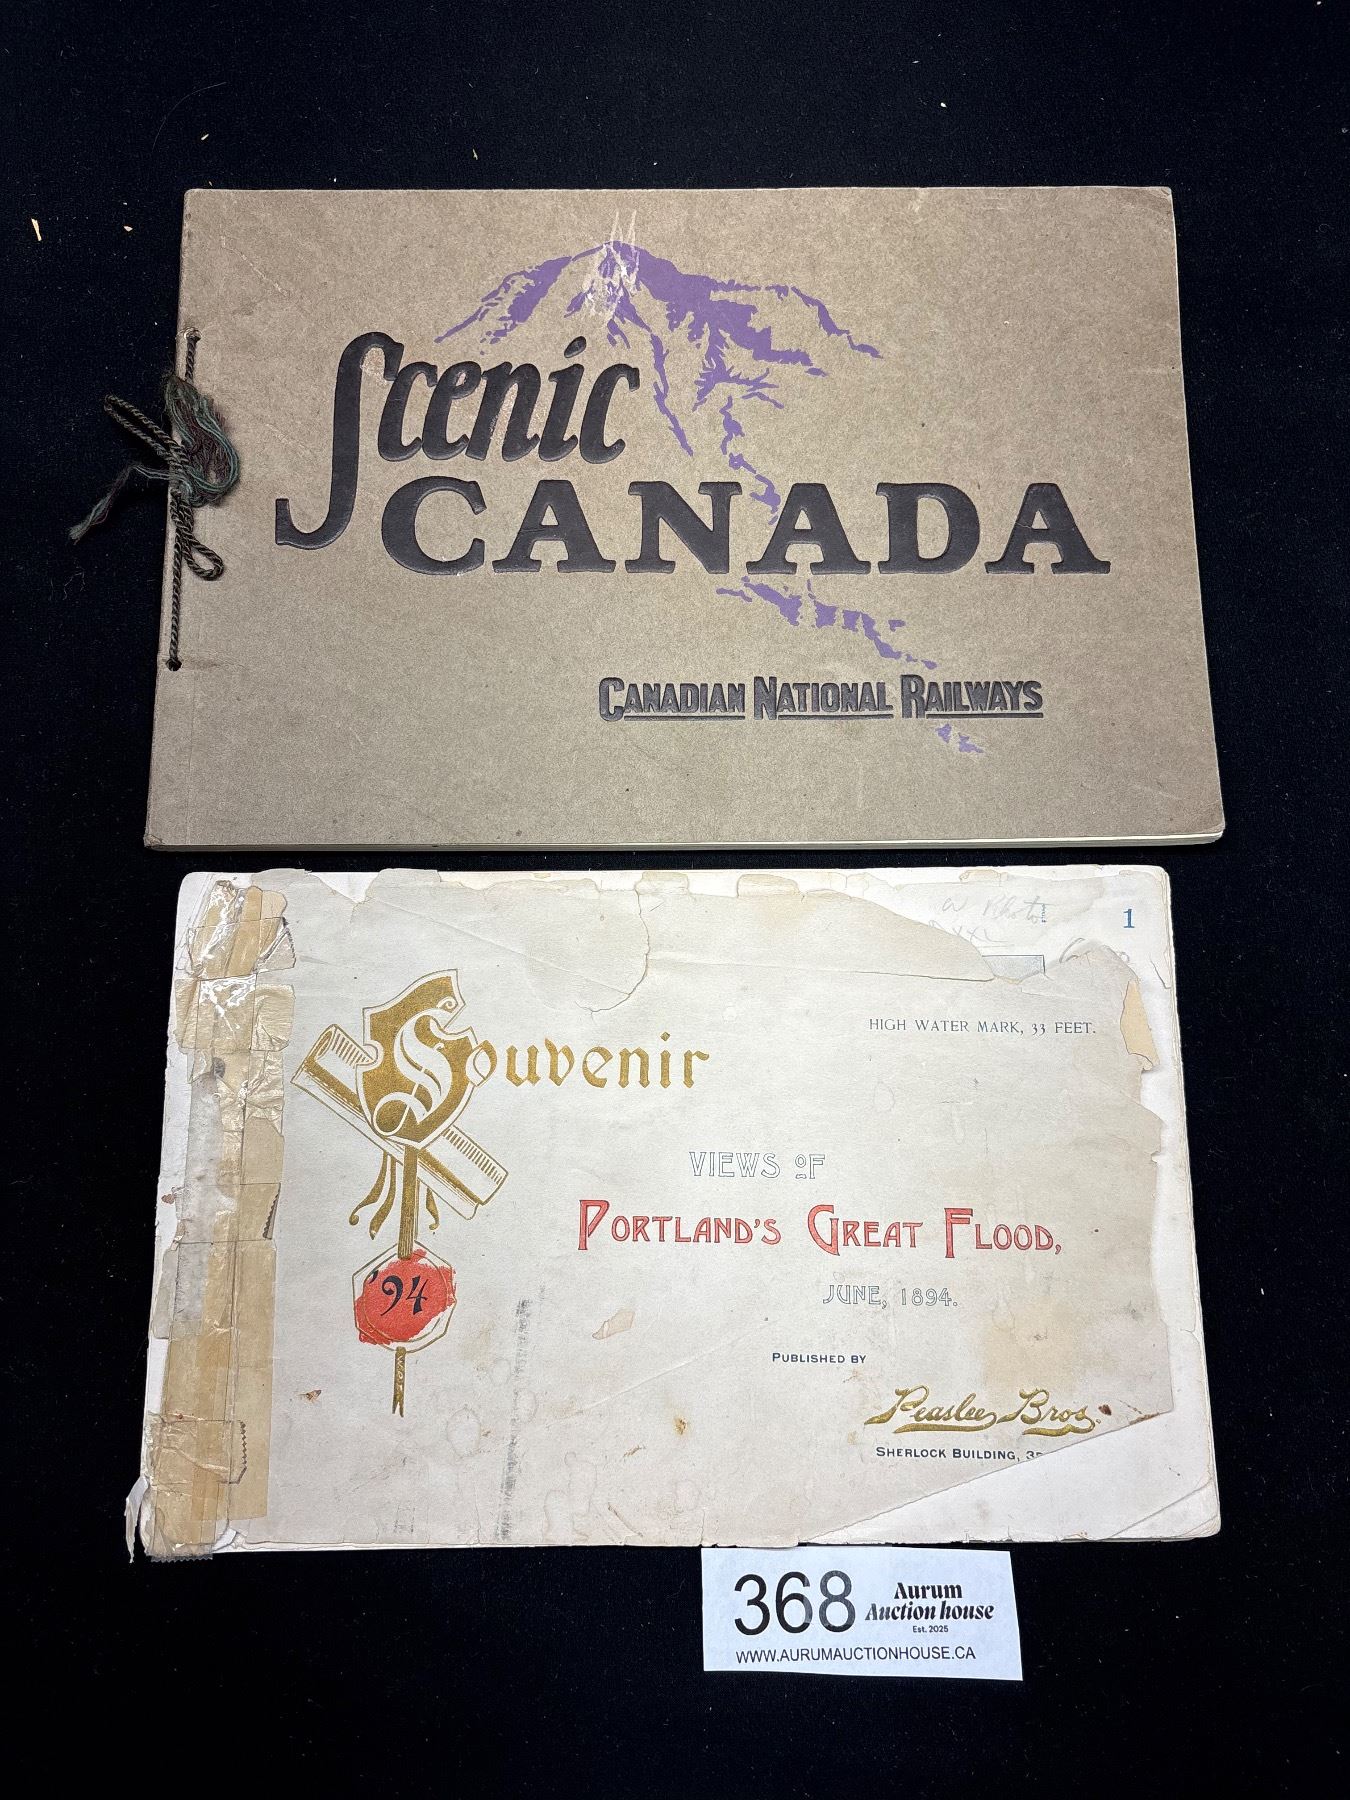 Scenic
CANADA
CANADIAN NATIONAL RAILWAYS
1
HIGH WATER MARK, 33 FEET.
Souvenir
VIEWS OF
PORTLAND'S GREAT FLOOD,
JUNE, 1894.
'94
PUBLISHED BY
Peaslee Bros.
SHERLOCK BUILDING,
368 Aurum
Auction house
Est. 2025
WWW.AURUMAUCTIONHOUSE.CA